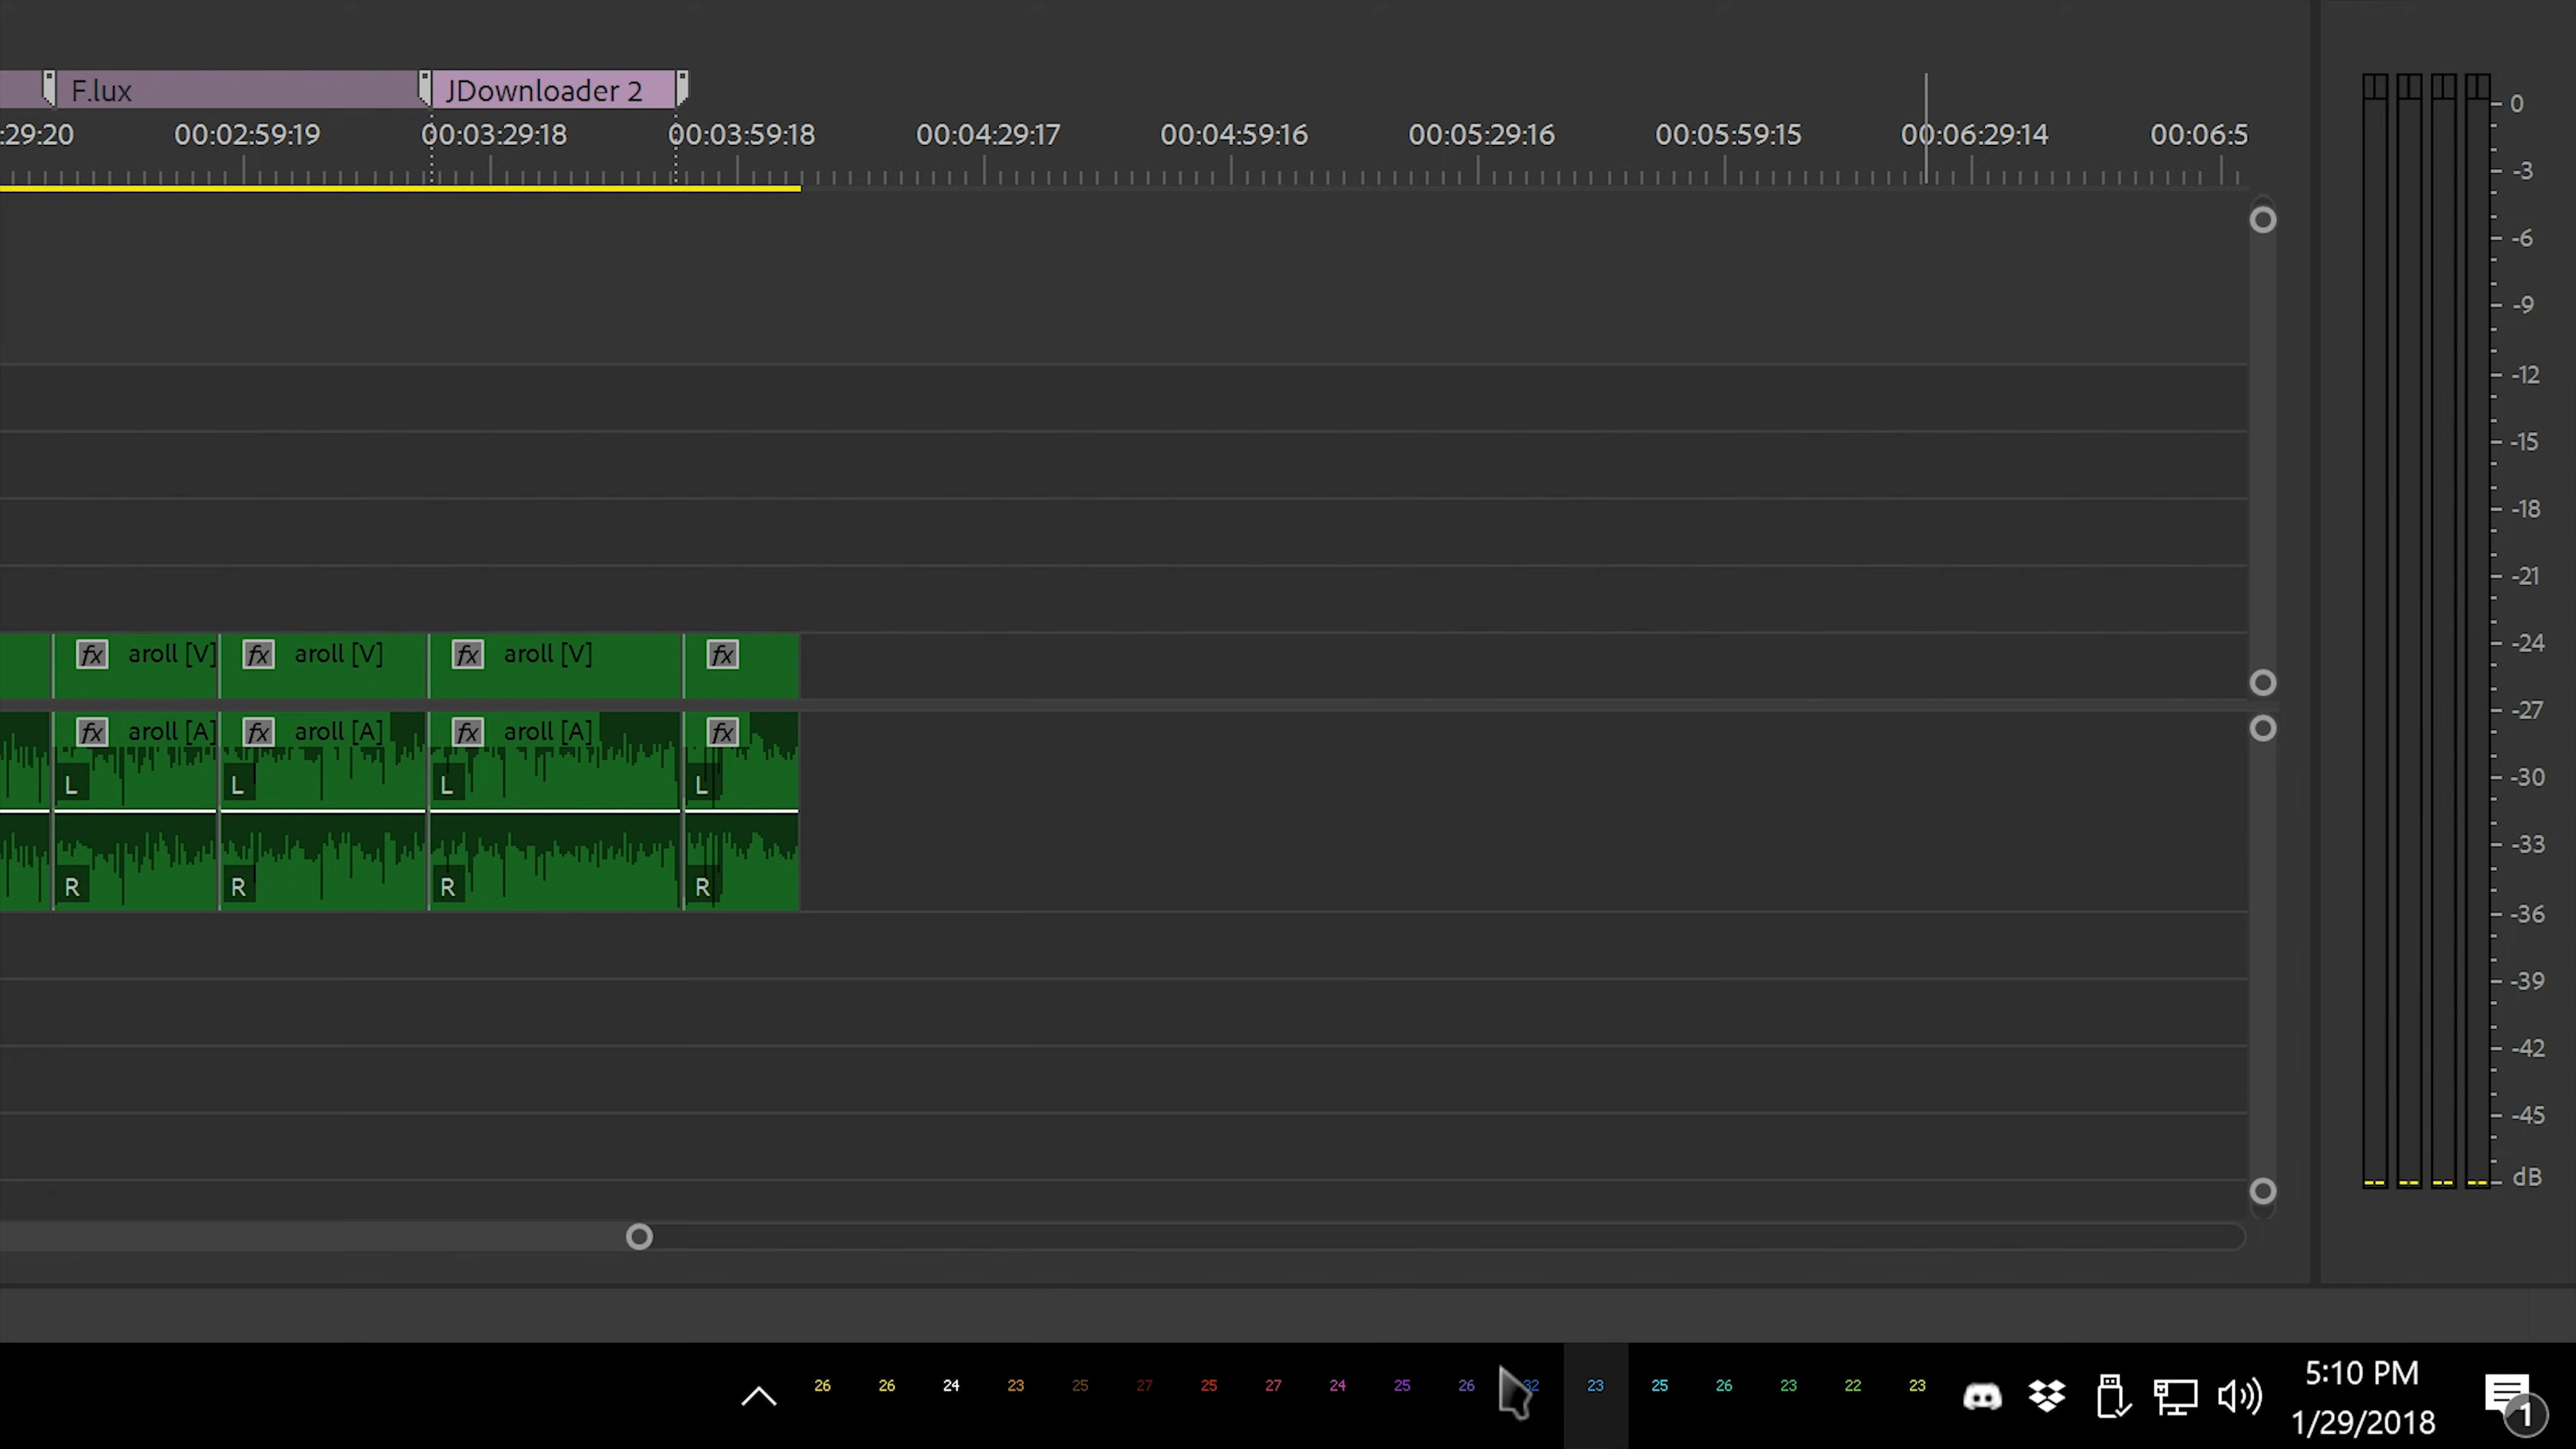 F.lux JDownloader 2
:29:20 00:02:59:19 00:03:29:18 00:03:59:18 00:04:29:17 00:04:59:16 00:05:29:16 00:05:59:15 00:06:29:14 00:06:5
0
-3
-6
-9
-12
-15
-18
-21
-24
-27
-30
-33
-36
-39
-42
-45
dB
fx aroll [V] fx aroll [V] fx aroll [V] fx
fx aroll [A] fx aroll [A] fx aroll [A] fx
L L L L
R R R R
26 26 24 23 25 27 25 27 24 25 26 32 23 25 26 23 22 23
5:10 PM
1/29/2018
1